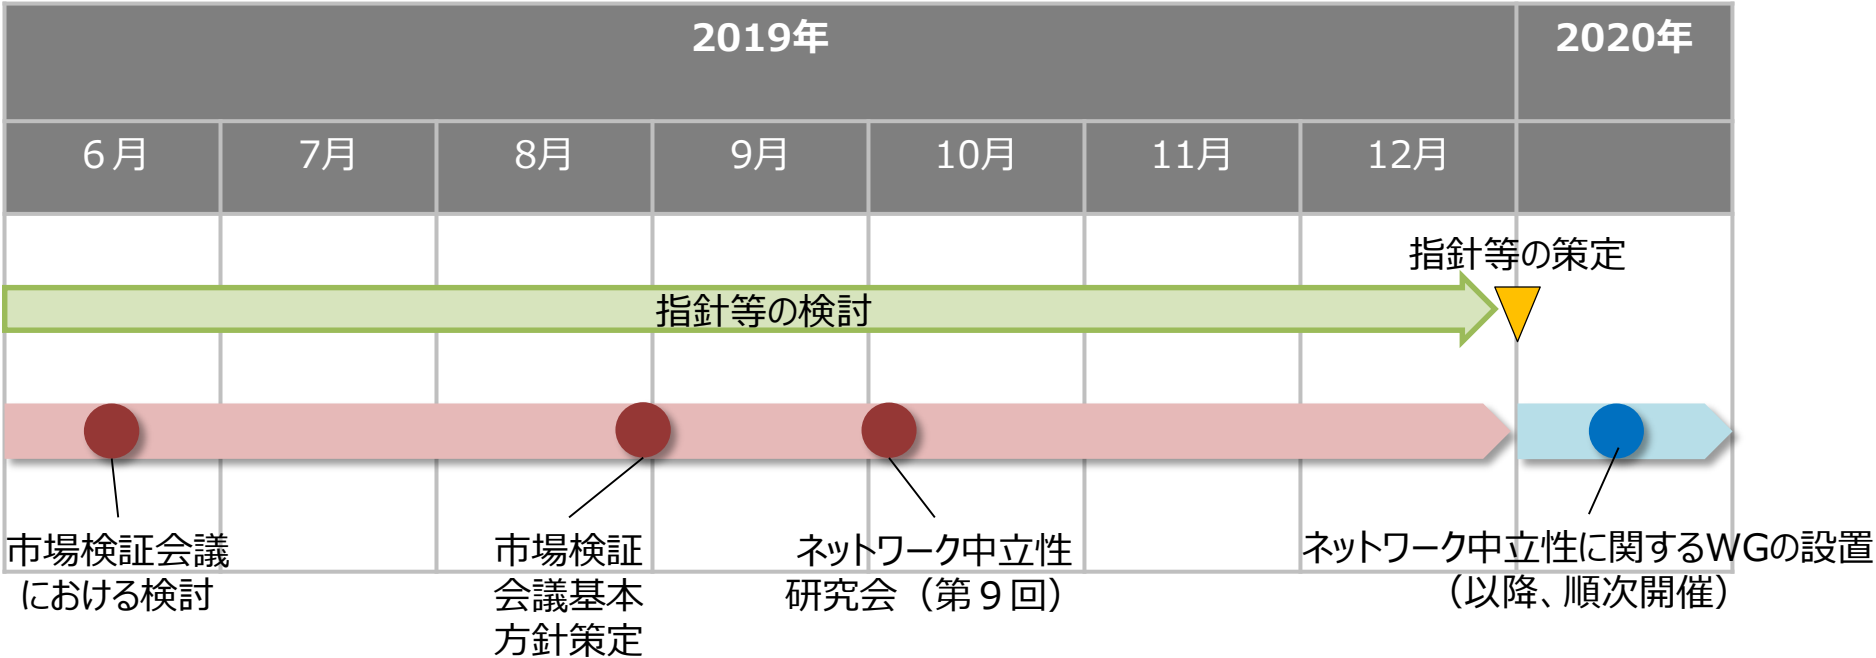 2019年
2020年
6月
7月
8月
9月
10月
11月
12月
指針等の策定
指針等の検討
市場検証会議
における検討
市場検証
会議基本
方針策定
ネットワーク中立性
研究会（第９回）
ネットワーク中立性に関するWGの設置
（以降、順次開催）